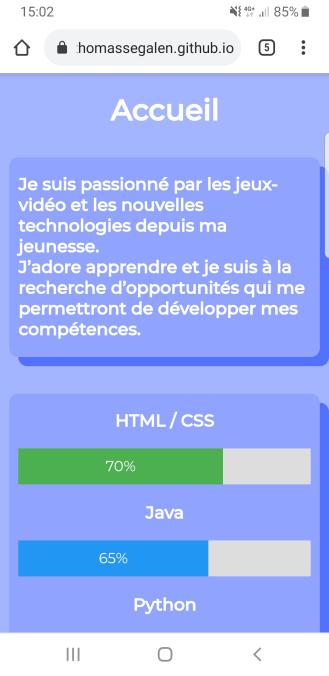 15:02
4G+
85%
:homassegalen.github.io
5
Accueil
Je suis passionné par les jeux-
vidéo et les nouvelles
technologies depuis ma
jeunesse.
J'adore apprendre et je suis à la
recherche d'opportunités qui me
permettront de développer mes
compétences.
HTML / CSS
70%
Java
65%
Python